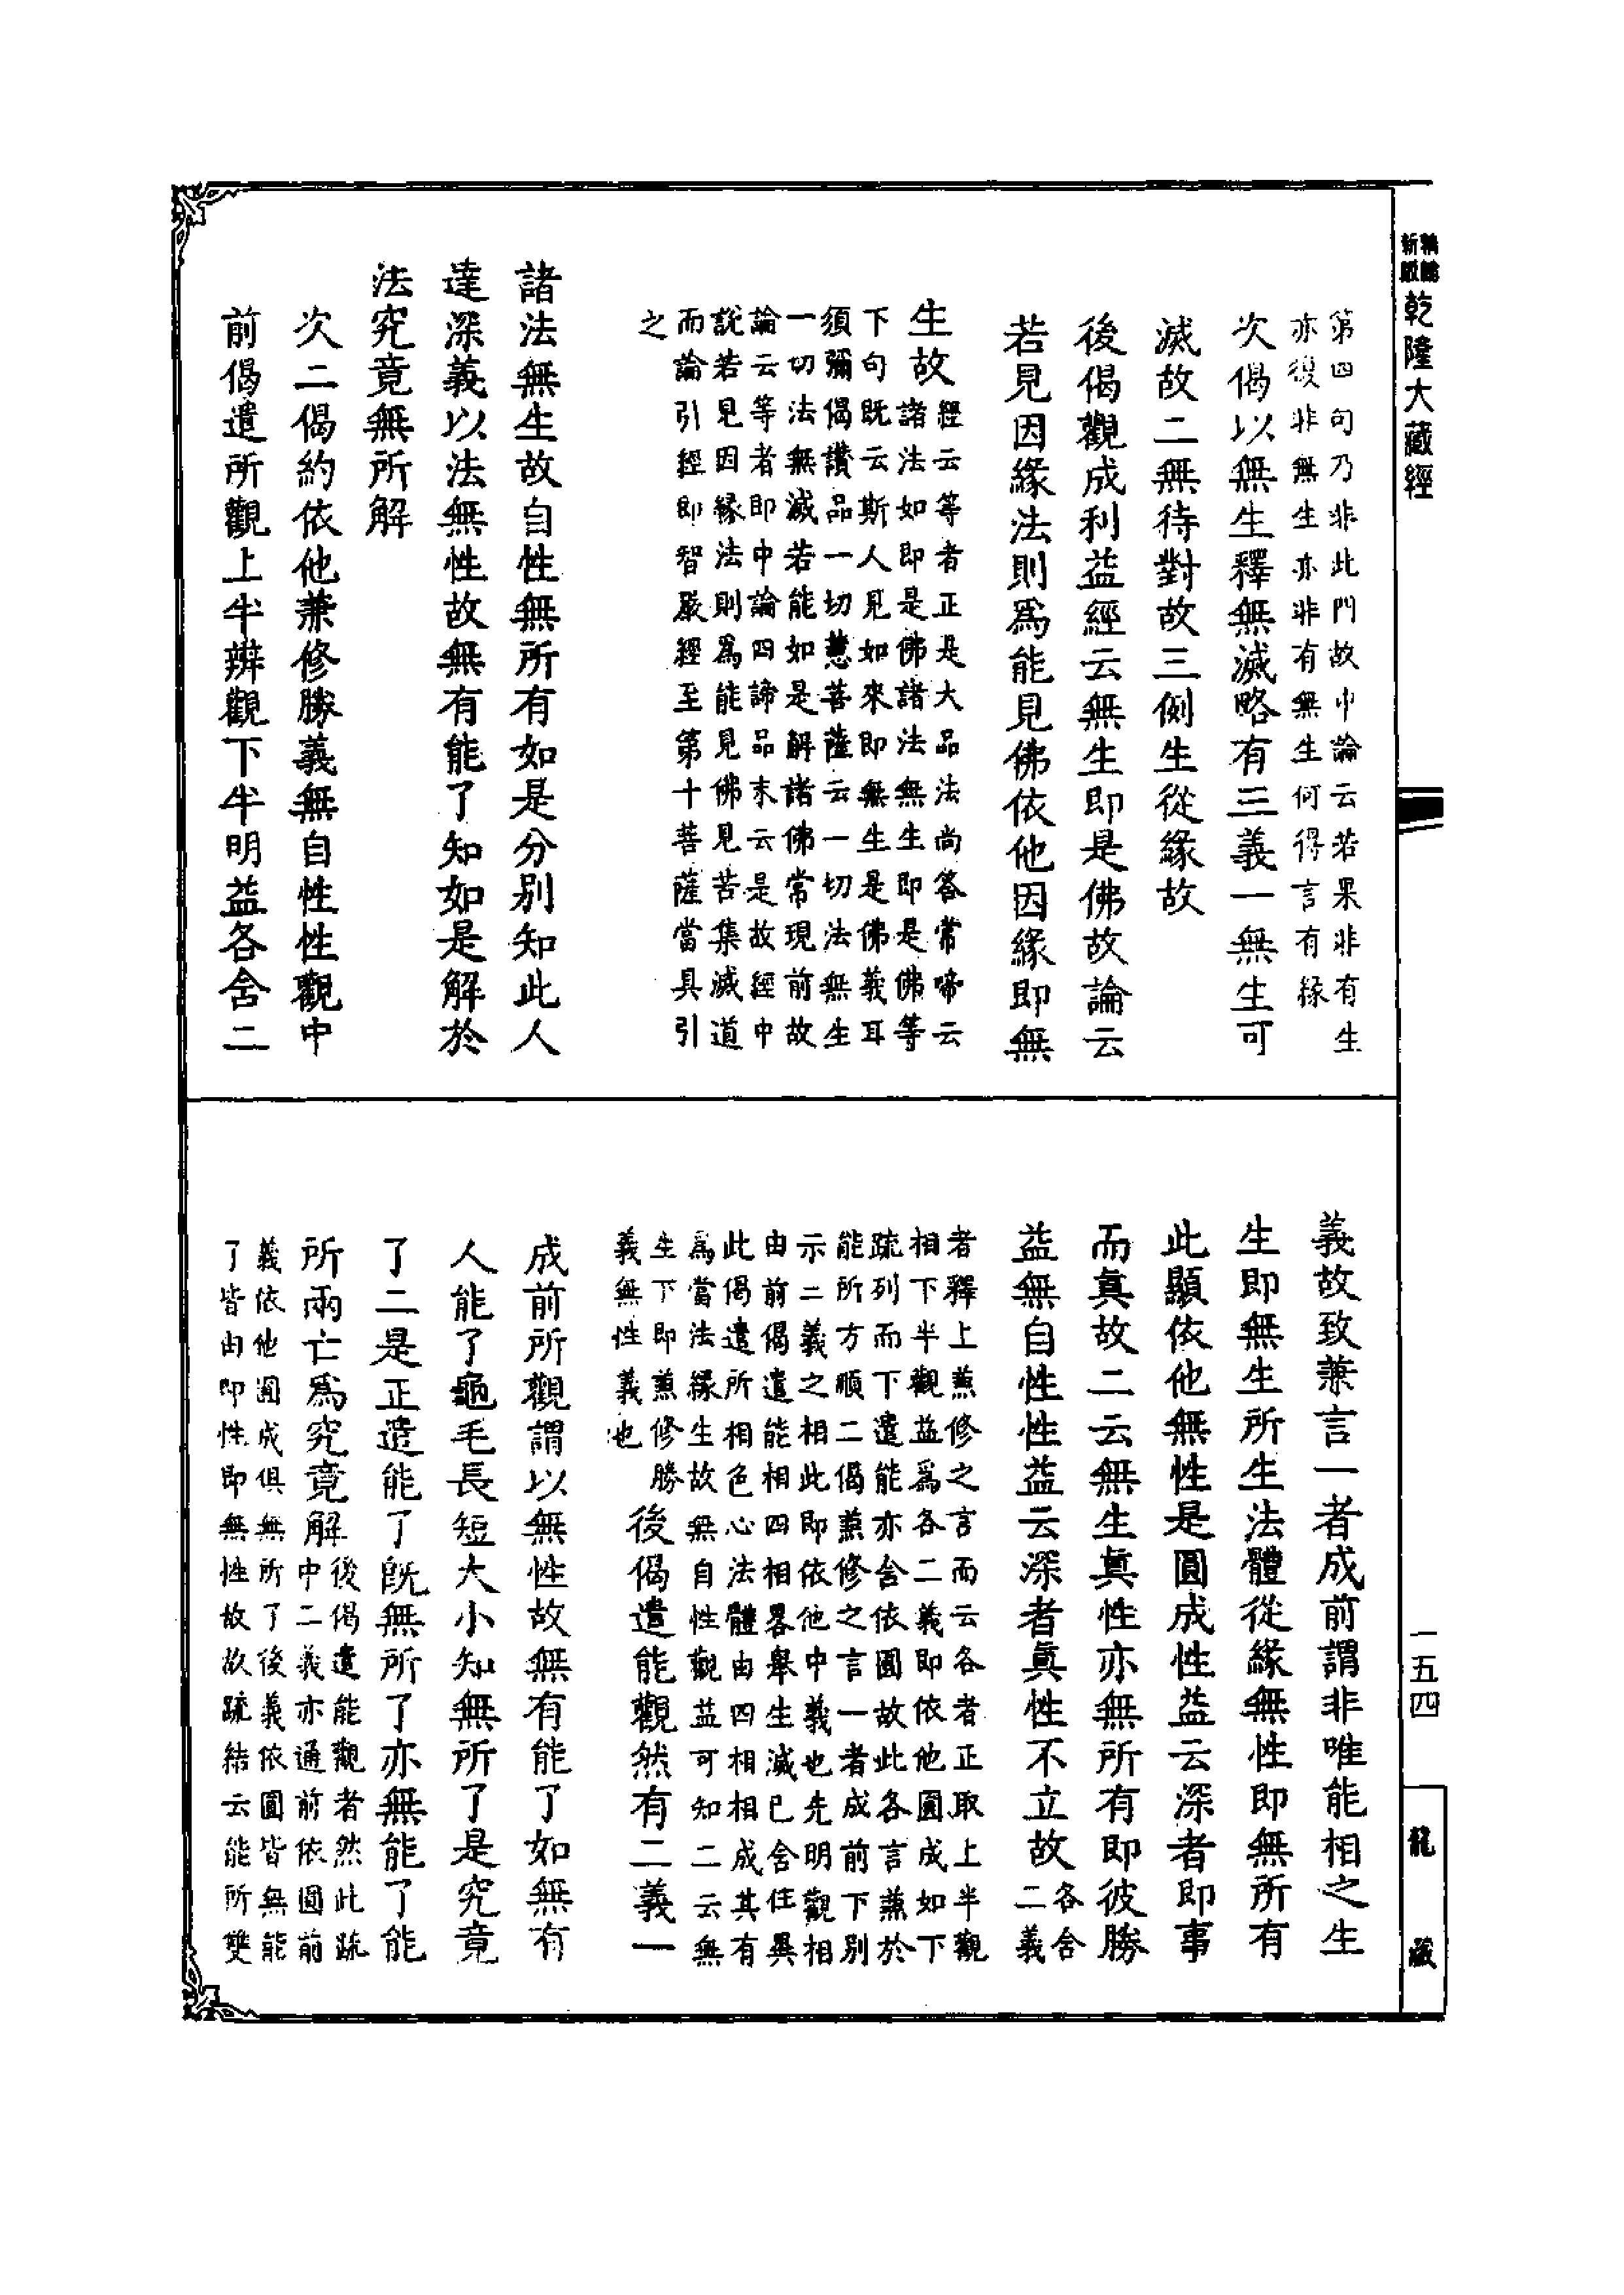 新版
乾隆大藏經
第四句乃非此門故中論云若果非有生
亦復非無生亦非有無生何得言有緣
次偈以無生釋無滅略有三義一無生可
滅故二無待對故三例生從緣故
後偈觀成利益經云無生即是佛故論云
若見因緣法則爲能見佛依他因緣即無
生故
經云等者正是大品法尚答常啼云
諸法如即是佛諸法無生即是佛等
下句既云斯人見如來即無生是佛義耳
須彌偈讚品一切慧菩薩云一切法無生
一切法無滅若能如是解諸佛常現前故
論云等者即中論四諦品末云是故經中
說若見因緣法則爲能見佛見苦集滅道
而論引經即智嚴經至第十菩薩當具引
之
諸法無生故自性無所有如是分別知此人
達深義以法無性故無有能了知如是解於
法究竟無所解
次二偈約依他兼修勝義無自性性觀中
前偈遣所觀上半辨觀下半明益各含二
義故致兼言一者成前謂非唯能相之生
生即無生所生法體從緣無性即無所有
此顯依他無性是圓成性益云深者即事
而眞故二云無生眞性亦無所有即彼勝
益無自性性益云深者眞性不立故
各含
二義
者釋上兼修之言而云各者正取上半觀
相下半觀益爲各二義即依他圓成如下
疏列而下遣能亦含依圓故此各言兼於
能所方順二偈兼修之言一者成前下別
示二義之相此即依他中義也先明觀相
由前偈遣能相四相畧舉生滅已含住異
此偈遣所相色心法體由四相相成其有
爲當法緣生故無自性觀益可知二云無
生下即兼修勝
義無性義也
後偈遣能觀然有二義一
成前所觀謂以無性故無有能了如無有
人能了龜毛長短大小知無所了是究竟
了二是正遣能了旣無所了亦無能了能
所兩亡爲究竟解
後偈遣能觀者然此疏
中二義亦通前依圓前
義依他圓成俱無所了後義依圓皆無能
了皆由即性即無性故故疏結云能所雙
一五四
龍藏